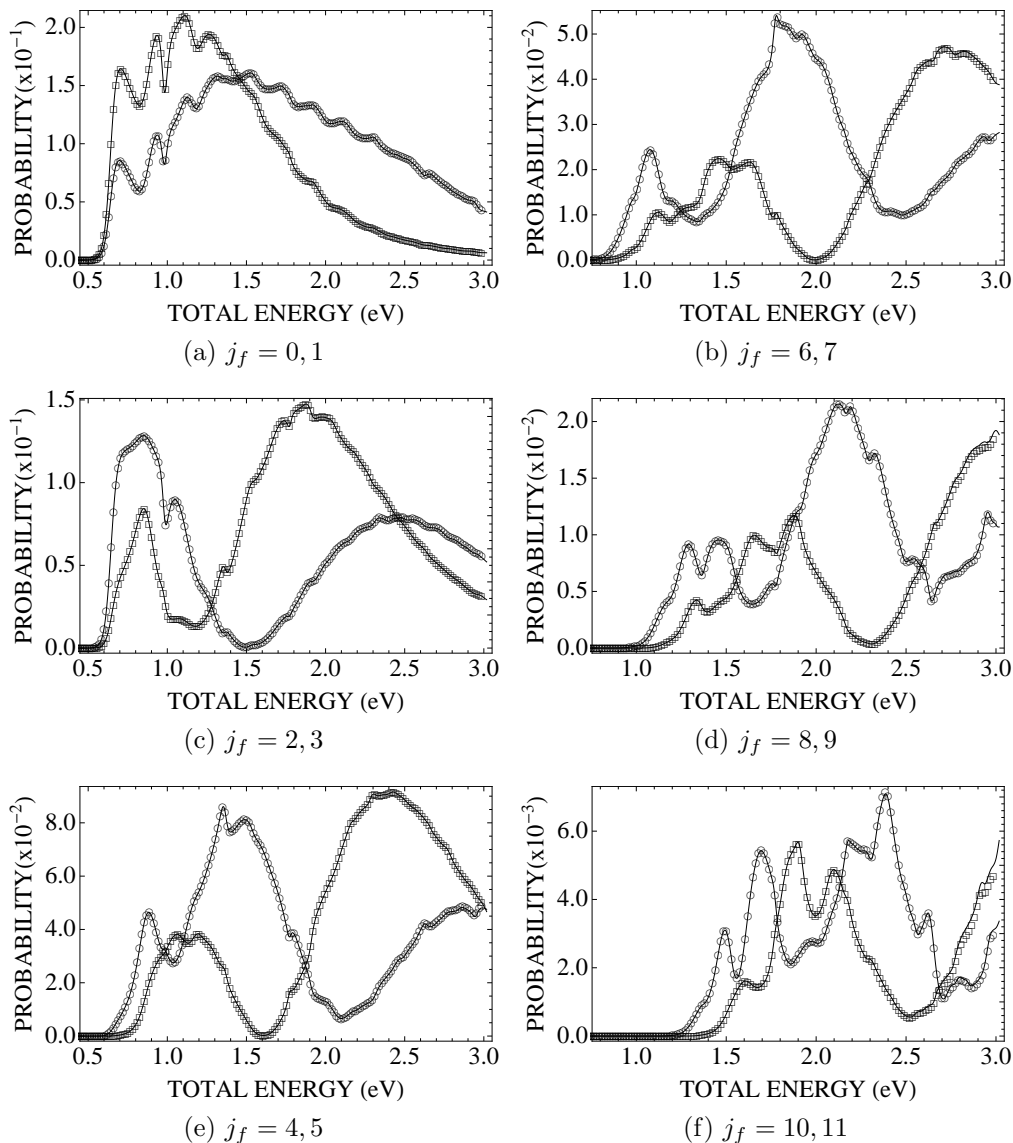 PROBABILITY(x10⁻¹)
2.0
1.5
1.0
0.5
0.0
0.5 1.0 1.5 2.0 2.5 3.0
TOTAL ENERGY (eV)
(a) j_f = 0, 1
PROBABILITY(x10⁻²)
5.0
4.0
3.0
2.0
1.0
0.0
1.0 1.5 2.0 2.5 3.0
TOTAL ENERGY (eV)
(b) j_f = 6, 7
PROBABILITY(x10⁻¹)
1.5
1.0
0.5
0.0
0.5 1.0 1.5 2.0 2.5 3.0
TOTAL ENERGY (eV)
(c) j_f = 2, 3
PROBABILITY(x10⁻²)
2.0
1.5
1.0
0.5
0.0
1.0 1.5 2.0 2.5 3.0
TOTAL ENERGY (eV)
(d) j_f = 8, 9
PROBABILITY(x10⁻²)
8.0
6.0
4.0
2.0
0.0
0.5 1.0 1.5 2.0 2.5 3.0
TOTAL ENERGY (eV)
(e) j_f = 4, 5
PROBABILITY(x10⁻³)
6.0
4.0
2.0
0.0
1.0 1.5 2.0 2.5 3.0
TOTAL ENERGY (eV)
(f) j_f = 10, 11